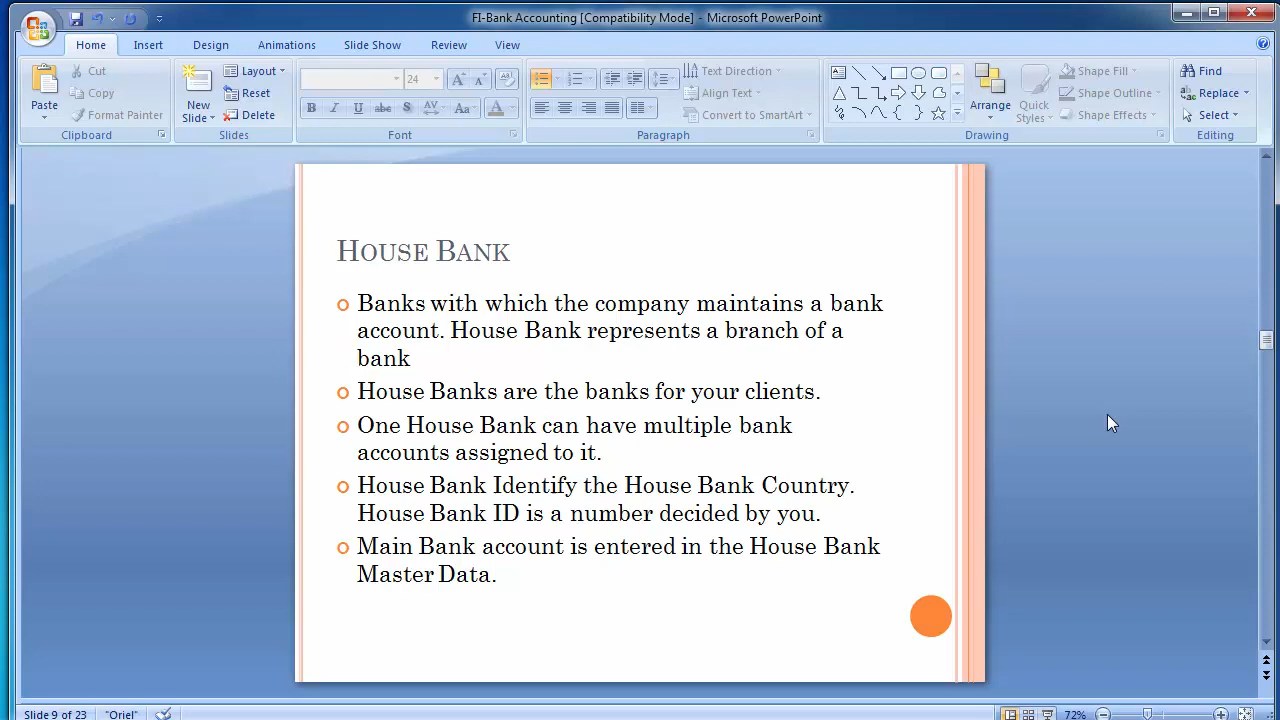 FI-Bank Accounting [Compatibility Mode] - Microsoft PowerPoint
Home Insert Design Animations Slide Show Review View
Paste
Cut
Copy
Format Painter
Clipboard
New Slide
Layout
Reset
Delete
Slides
24
B I U abc S AV Aa A
Font
Text Direction
Align Text
Convert to SmartArt
Paragraph
Arrange
Quick Styles
Shape Fill
Shape Outline
Shape Effects
Drawing
Find
Replace
Select
Editing
House Bank
Banks with which the company maintains a bank
account. House Bank represents a branch of a
bank
House Banks are the banks for your clients.
One House Bank can have multiple bank
accounts assigned to it.
House Bank Identify the House Bank Country.
House Bank ID is a number decided by you.
Main Bank account is entered in the House Bank
Master Data.
Slide 9 of 23 "Oriel" 72%